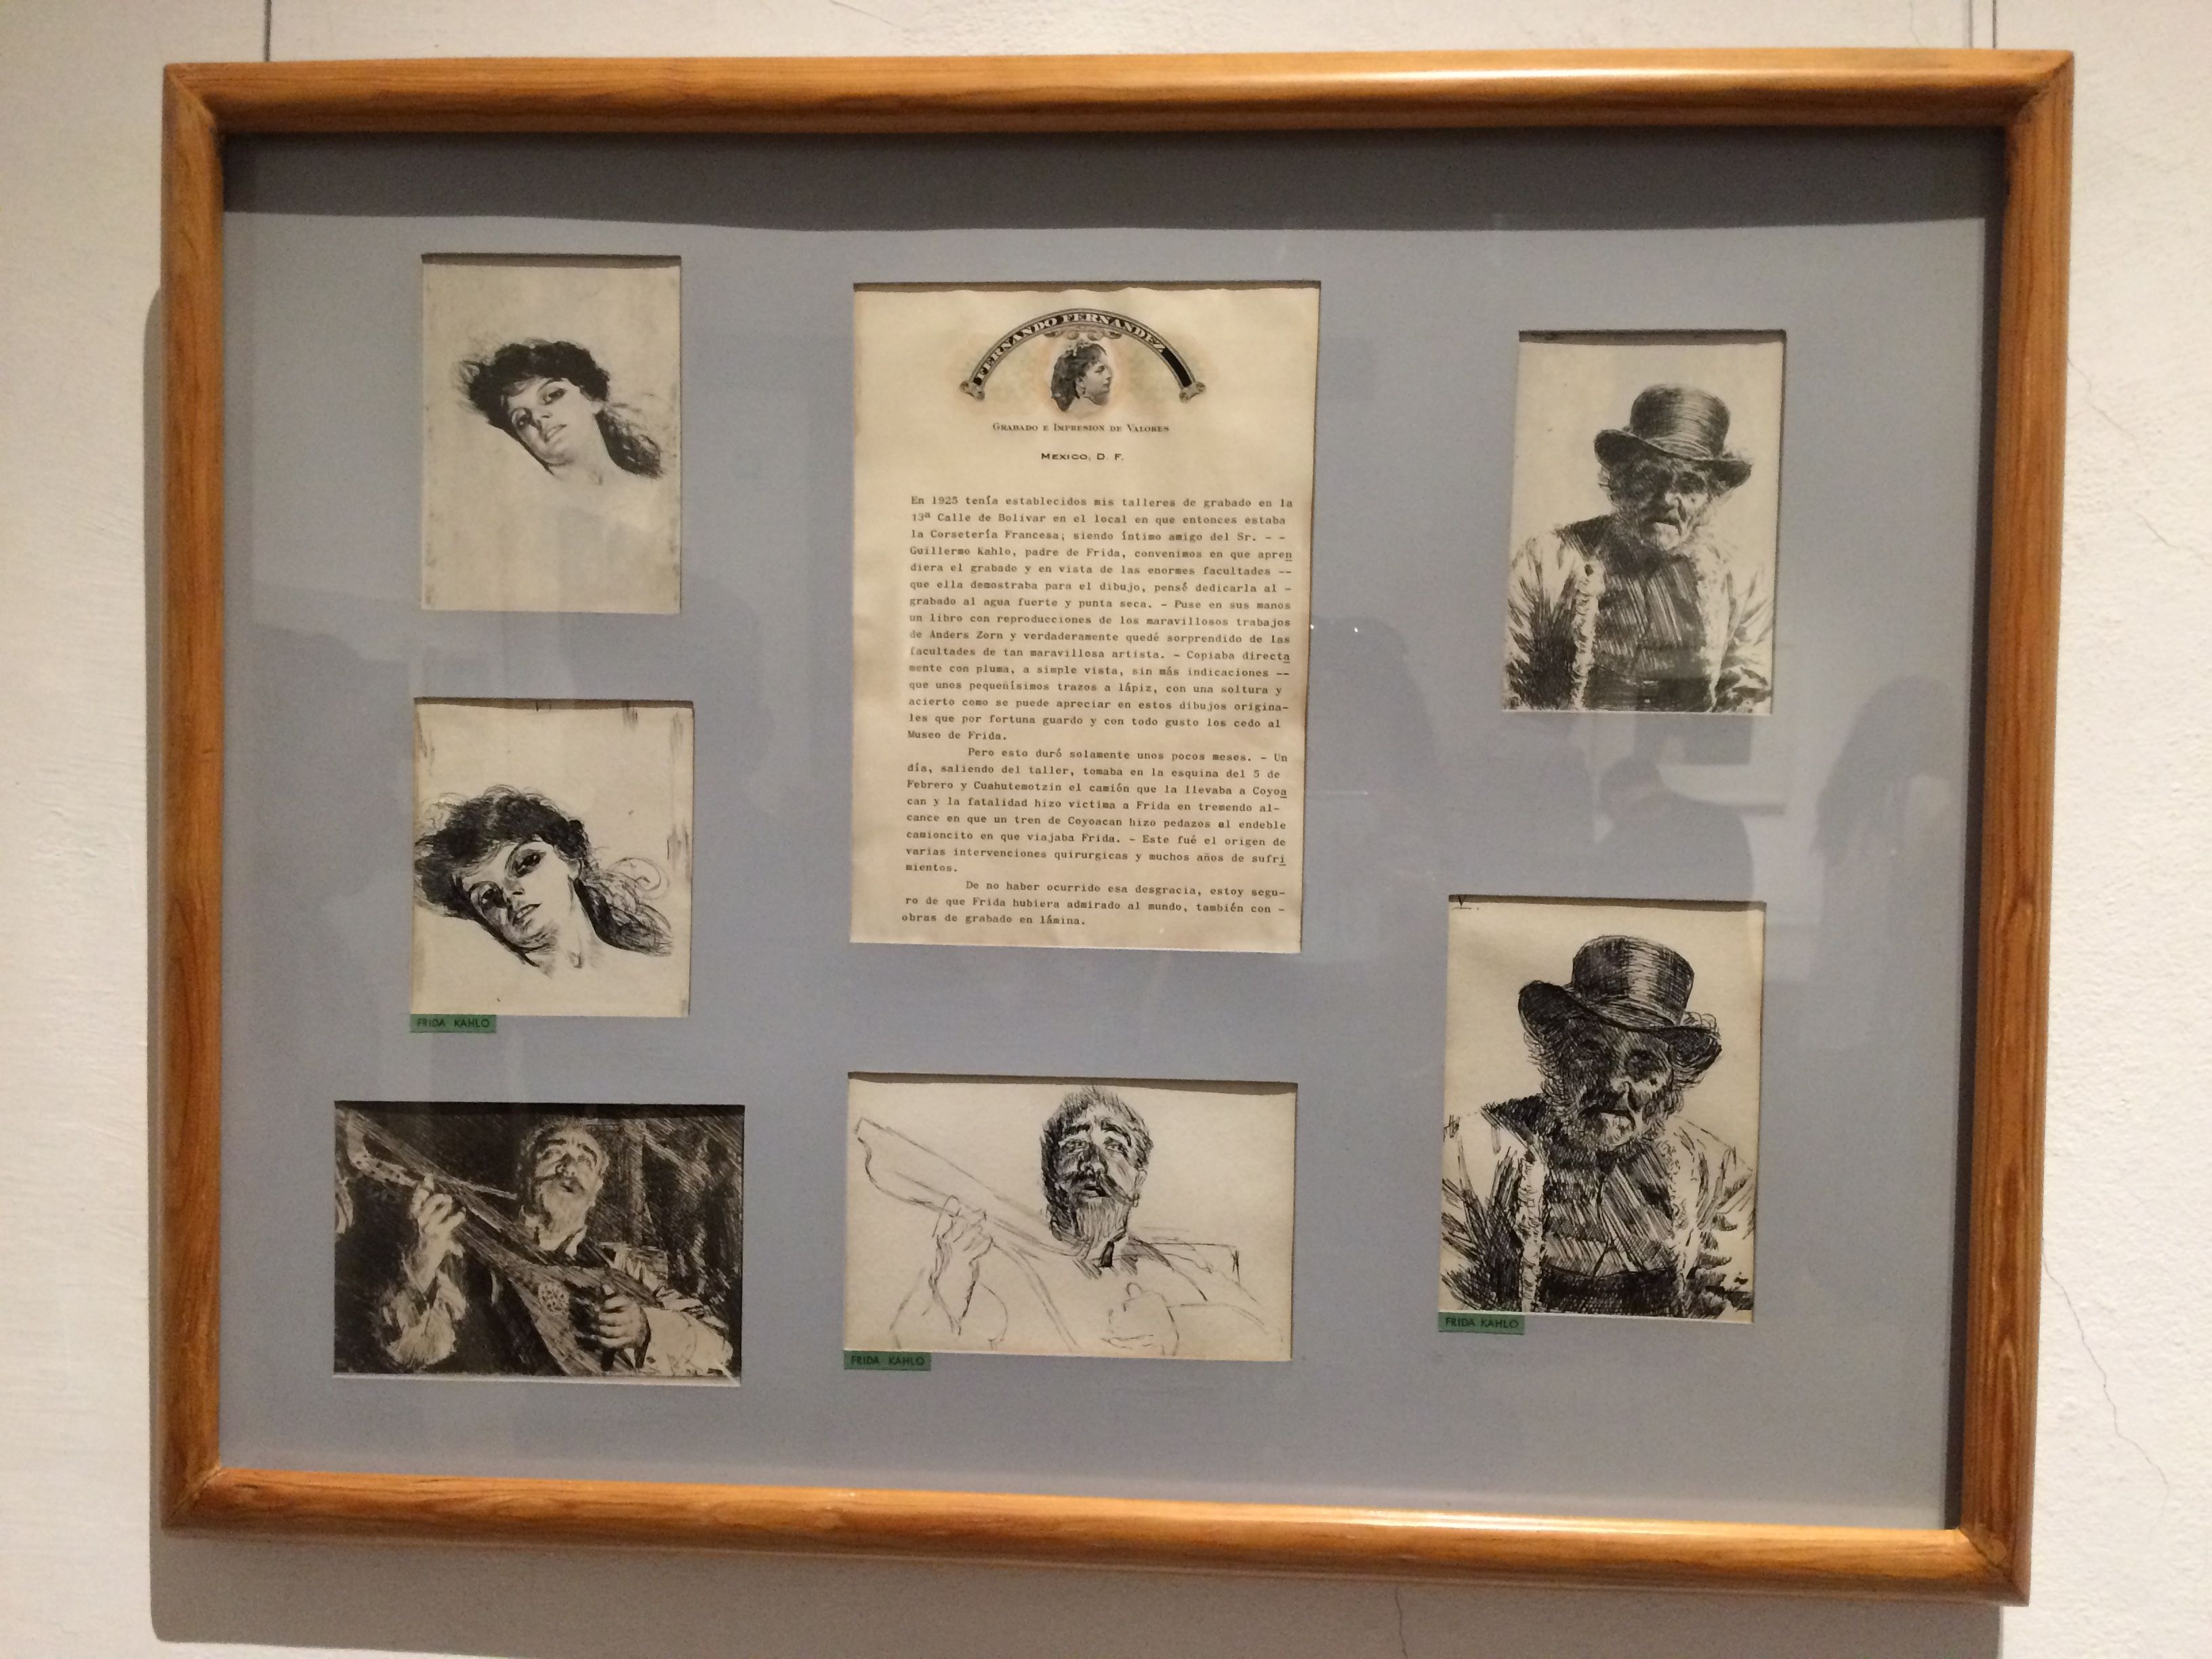 FERNANDO FERNANDEZ
GRABADO E IMPRESION DE VALORES
MEXICO, D. F.
En 1925 tenía establecidos mis talleres de grabado en la
13ª Calle de Bolivar en el local en que entonces estaba
la Corsetería Francesa; siendo íntimo amigo del Sr. - -
Guillermo Kahlo, padre de Frida, convenimos en que apren
diera el grabado y en vista de las enormes facultades --
que ella demostraba para el dibujo, pensé dedicarla al -
grabado al agua fuerte y punta seca. - Puse en sus manos
un libro con reproducciones de los maravillosos trabajos
de Anders Zorn y verdaderamente quedé sorprendido de las
facultades de tan maravillosa artista. - Copiaba directa
mente con pluma, a simple vista, sin más indicaciones --
que unos pequeñísimos trazos a lápiz, con una soltura y
acierto como se puede apreciar en estos dibujos origina-
les que por fortuna guardo y con todo gusto los cedo al
Museo de Frida.
Pero esto duró solamente unos pocos meses. - Un
día, saliendo del taller, tomaba en la esquina del 5 de
Febrero y Cuahutemotzin el camión que la llevaba a Coyoa
can y la fatalidad hizo victima a Frida en tremendo al-
cance en que un tren de Coyoacan hizo pedazos al endeble
camioncito en que viajaba Frida. - Este fué el origen de
varias intervenciones quirurgicas y muchos años de sufri
mientos.
De no haber ocurrido esa desgracia, estoy segu-
ro de que Frida hubiera admirado al mundo, también con -
obras de grabado en lámina.
FRIDA KAHLO
FRIDA KAHLO
FRIDA KAHLO